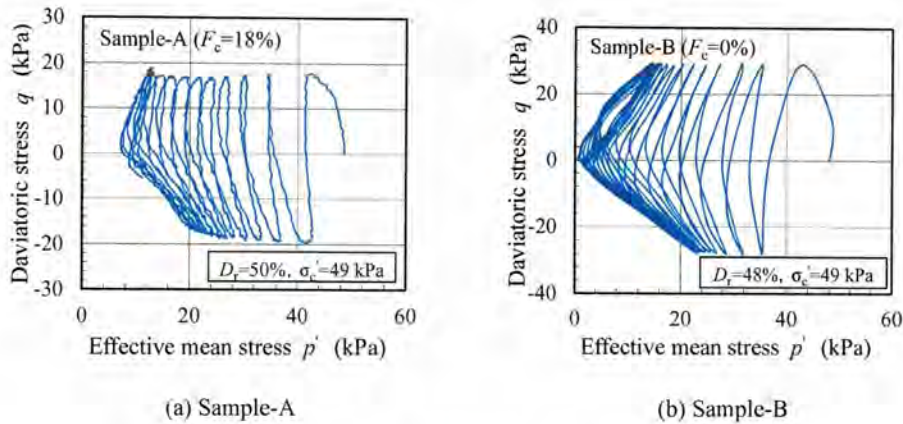 30
20
10
0
-10
-20
-30
0
20
40
60
Daviatoric stress q (kPa)
Sample-A (Fc=18%)
Dr=50%, σc'=49 kPa
Effective mean stress p' (kPa)
(a) Sample-A
40
20
0
-20
-40
0
20
40
60
Daviatoric stress q (kPa)
Sample-B (Fc=0%)
Dr=48%, σc'=49 kPa
Effective mean stress p' (kPa)
(b) Sample-B